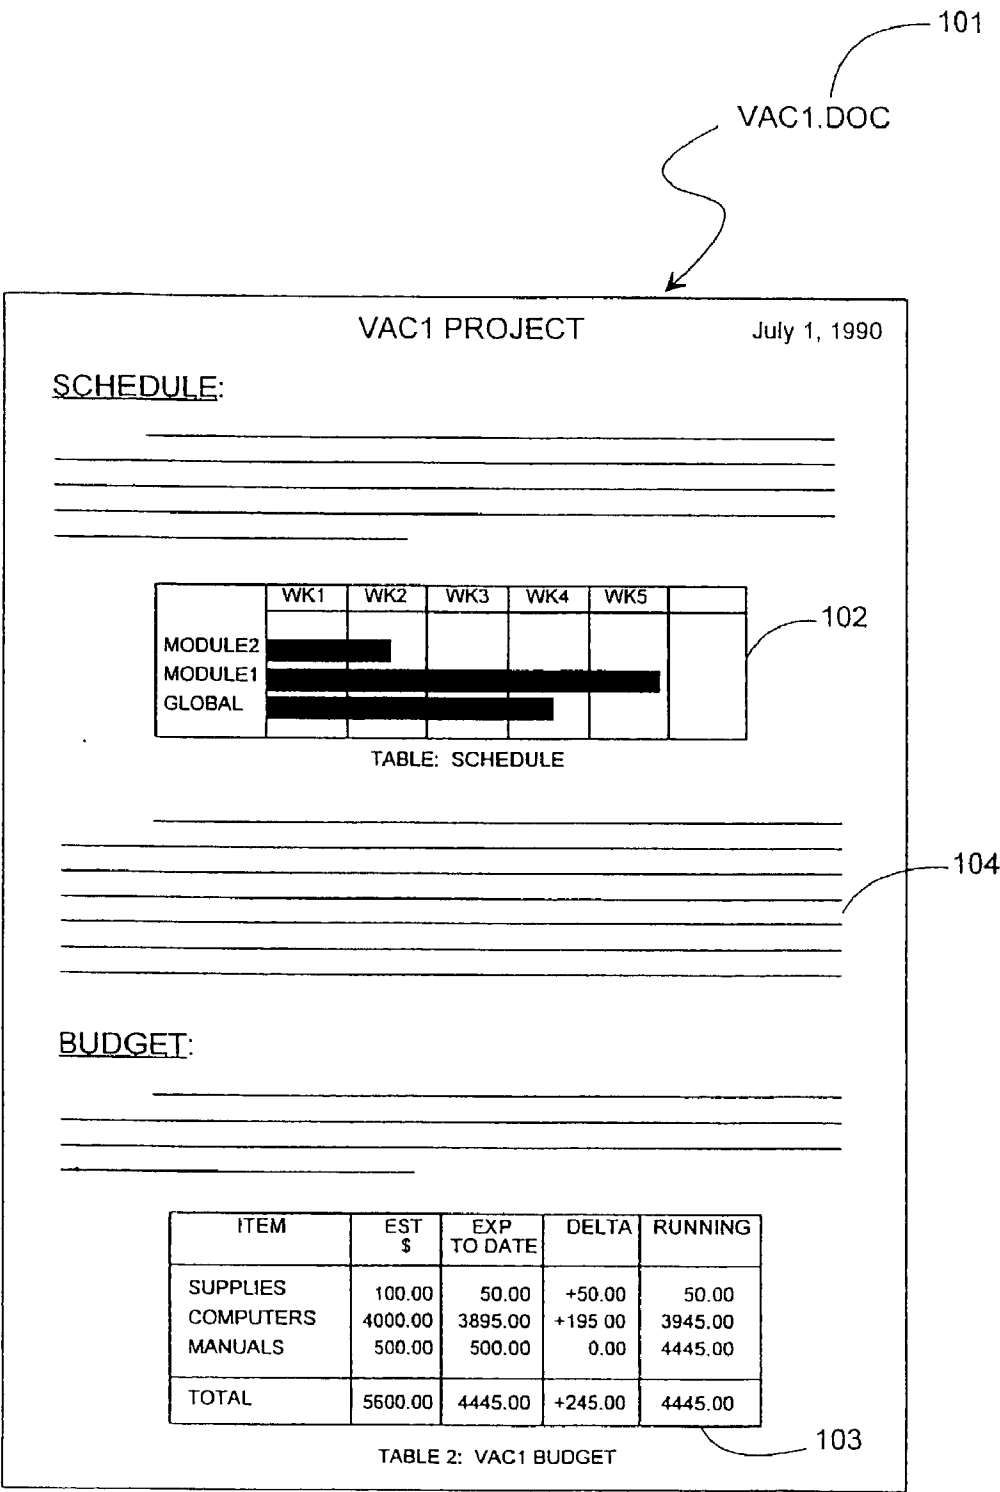 101
VAC1.DOC
VAC1 PROJECT July 1, 1990
SCHEDULE:
WK1 WK2 WK3 WK4 WK5
102
MODULE2
MODULE1
GLOBAL
TABLE: SCHEDULE
104
BUDGET:
ITEM EST $ EXP TO DATE DELTA RUNNING
SUPPLIES 100.00 50.00 +50.00 50.00
COMPUTERS 4000.00 3895.00 +195 00 3945.00
MANUALS 500.00 500.00 0.00 4445.00
TOTAL 5600.00 4445.00 +245.00 4445.00
103
TABLE 2: VAC1 BUDGET